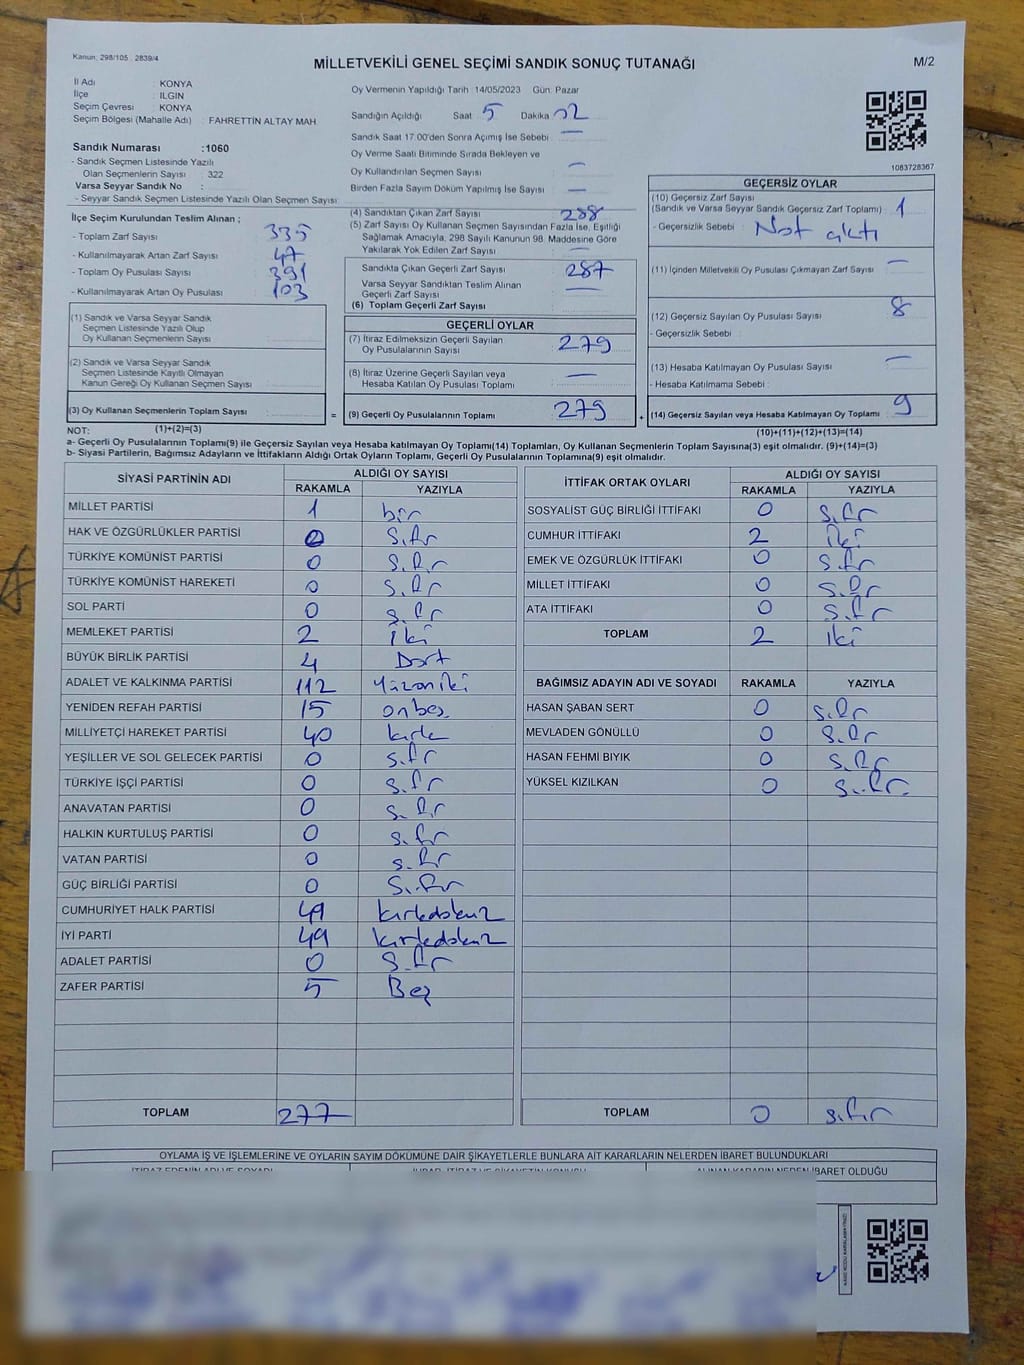 Kanun: 298/105 2839/4
MİLLETVEKİLİ GENEL SEÇİMİ SANDIK SONUÇ TUTANAĞI
M/2
İl Adı : KONYA
İlçe : ILGIN
Seçim Çevresi : KONYA
Seçim Bölgesi (Mahalle Adı) : FAHRETTİN ALTAY MAH.
Sandık Numarası :1060
- Sandık Seçmen Listesinde Yazılı
Olan Seçmenlerin Sayısı : 322
Varsa Seyyar Sandık No :
- Seyyar Sandık Seçmen Listesinde Yazılı Olan Seçmen Sayısı:
Oy Vermenin Yapıldığı Tarih :14/05/2023 Gün: Pazar
Sandığın Açıldığı Saat 5 Dakika 02
Sandık Saat 17:00'den Sonra Açımış İse Sebebi : —
Oy Verme Saati Bitiminde Sırada Bekleyen ve
Oy Kullandırılan Seçmen Sayısı : —
Birden Fazla Sayım Döküm Yapılmış İse Sayısı : —
1083728367
İlçe Seçim Kurulundan Teslim Alınan ;
- Toplam Zarf Sayısı : 335
- Kullanılmayarak Artan Zarf Sayısı : 47
- Toplam Oy Pusulası Sayısı : 391
- Kullanılmayarak Artan Oy Pusulası : 103
(1) Sandık ve Varsa Seyyar Sandık
Seçmen Listesinde Yazılı Olup
Oy Kullanan Seçmenlerin Sayısı :
(2) Sandık ve Varsa Seyyar Sandık
Seçmen Listesinde Kayıtlı Olmayan
Kanun Gereği Oy Kullanan Seçmen Sayısı :
(3) Oy Kullanan Seçmenlerin Toplam Sayısı :
(4) Sandıktan Çıkan Zarf Sayısı : 288
(5) Zarf Sayısı Oy Kullanan Seçmen Sayısından Fazla İse, Eşitliği
Sağlamak Amacıyla, 298 Sayılı Kanunun 98. Maddesine Göre
Yakılarak Yok Edilen Zarf Sayısı : —
Sandıkta Çıkan Geçerli Zarf Sayısı : 287
Varsa Seyyar Sandıktan Teslim Alınan
Geçerli Zarf Sayısı : —
(6) Toplam Geçerli Zarf Sayısı :
GEÇERLİ OYLAR
(7) İtiraz Edilmeksizin Geçerli Sayılan
Oy Pusulalarının Sayısı : 279
(8) İtiraz Üzerine Geçerli Sayılan veya
Hesaba Katılan Oy Pusulası Toplamı : —
= (9) Geçerli Oy Pusulalarının Toplamı : 279 +
GEÇERSİZ OYLAR
(10) Geçersiz Zarf Sayısı
(Sandık ve Varsa Seyyar Sandık Geçersiz Zarf Toplamı) : 1
- Geçersizlik Sebebi : Not çıktı
(11) İçinden Milletvekili Oy Pusulası Çıkmayan Zarf Sayısı : —
(12) Geçersiz Sayılan Oy Pusulası Sayısı : 8
- Geçersizlik Sebebi :
(13) Hesaba Katılmayan Oy Pusulası Sayısı : —
- Hesaba Katılmama Sebebi :
(14) Geçersiz Sayılan veya Hesaba Katılmayan Oy Toplamı : 9
NOT: (1)+(2)=(3)
(10)+(11)+(12)+(13)=(14)
a- Geçerli Oy Pusulalarının Toplamı(9) ile Geçersiz Sayılan veya Hesaba katılmayan Oy Toplamı(14) Toplamları, Oy Kullanan Seçmenlerin Toplam Sayısına(3) eşit olmalıdır. (9)+(14)=(3)
b- Siyasi Partilerin, Bağımsız Adayların ve İttifakların Aldığı Ortak Oyların Toplamı, Geçerli Oy Pusulalarının Toplamına(9) eşit olmalıdır.
SİYASİ PARTİNİN ADI ALDIĞI OY SAYISI
RAKAMLA YAZIYLA
MİLLET PARTİSİ 1 bir
HAK VE ÖZGÜRLÜKLER PARTİSİ 0 sıfır
TÜRKİYE KOMÜNİST PARTİSİ 0 sıfır
TÜRKİYE KOMÜNİST HAREKETİ 0 sıfır
SOL PARTİ 0 sıfır
MEMLEKET PARTİSİ 2 iki
BÜYÜK BİRLİK PARTİSİ 4 Dört
ADALET VE KALKINMA PARTİSİ 112 Yüzoniki
YENİDEN REFAH PARTİSİ 15 onbeş
MİLLİYETÇİ HAREKET PARTİSİ 40 kırk
YEŞİLLER VE SOL GELECEK PARTİSİ 0 sıfır
TÜRKİYE İŞÇİ PARTİSİ 0 sıfır
ANAVATAN PARTİSİ 0 sıfır
HALKIN KURTULUŞ PARTİSİ 0 sıfır
VATAN PARTİSİ 0 sıfır
GÜÇ BİRLİĞİ PARTİSİ 0 sıfır
CUMHURİYET HALK PARTİSİ 49 kırkdokuz
İYİ PARTİ 49 kırkdokuz
ADALET PARTİSİ 0 sıfır
ZAFER PARTİSİ 5 Beş
TOPLAM 277
İTTİFAK ORTAK OYLARI ALDIĞI OY SAYISI
RAKAMLA YAZIYLA
SOSYALİST GÜÇ BİRLİĞİ İTTİFAKI 0 sıfır
CUMHUR İTTİFAKI 2 iki
EMEK VE ÖZGÜRLÜK İTTİFAKI 0 sıfır
MİLLET İTTİFAKI 0 sıfır
ATA İTTİFAKI 0 sıfır
TOPLAM 2 iki
BAĞIMSIZ ADAYIN ADI VE SOYADI RAKAMLA YAZIYLA
HASAN ŞABAN SERT 0 sıfır
MEVLADEN GÖNÜLLÜ 0 sıfır
HASAN FEHMI BIYIK 0 sıfır
YÜKSEL KIZILKAN 0 sıfır
TOPLAM 0 sıfır
OYLAMA İŞ VE İŞLEMLERINE VE OYLARIN SAYIM DÖKÜMÜNE DAİR ŞİKAYETLERLE BUNLARA AİT KARARLARIN NELERDEN İBARET BULUNDUKLARI
İTİRAZ EDENİN ADI VE SOYADI
ALINAN KARARIN NEDEN İBARET OLDUĞU